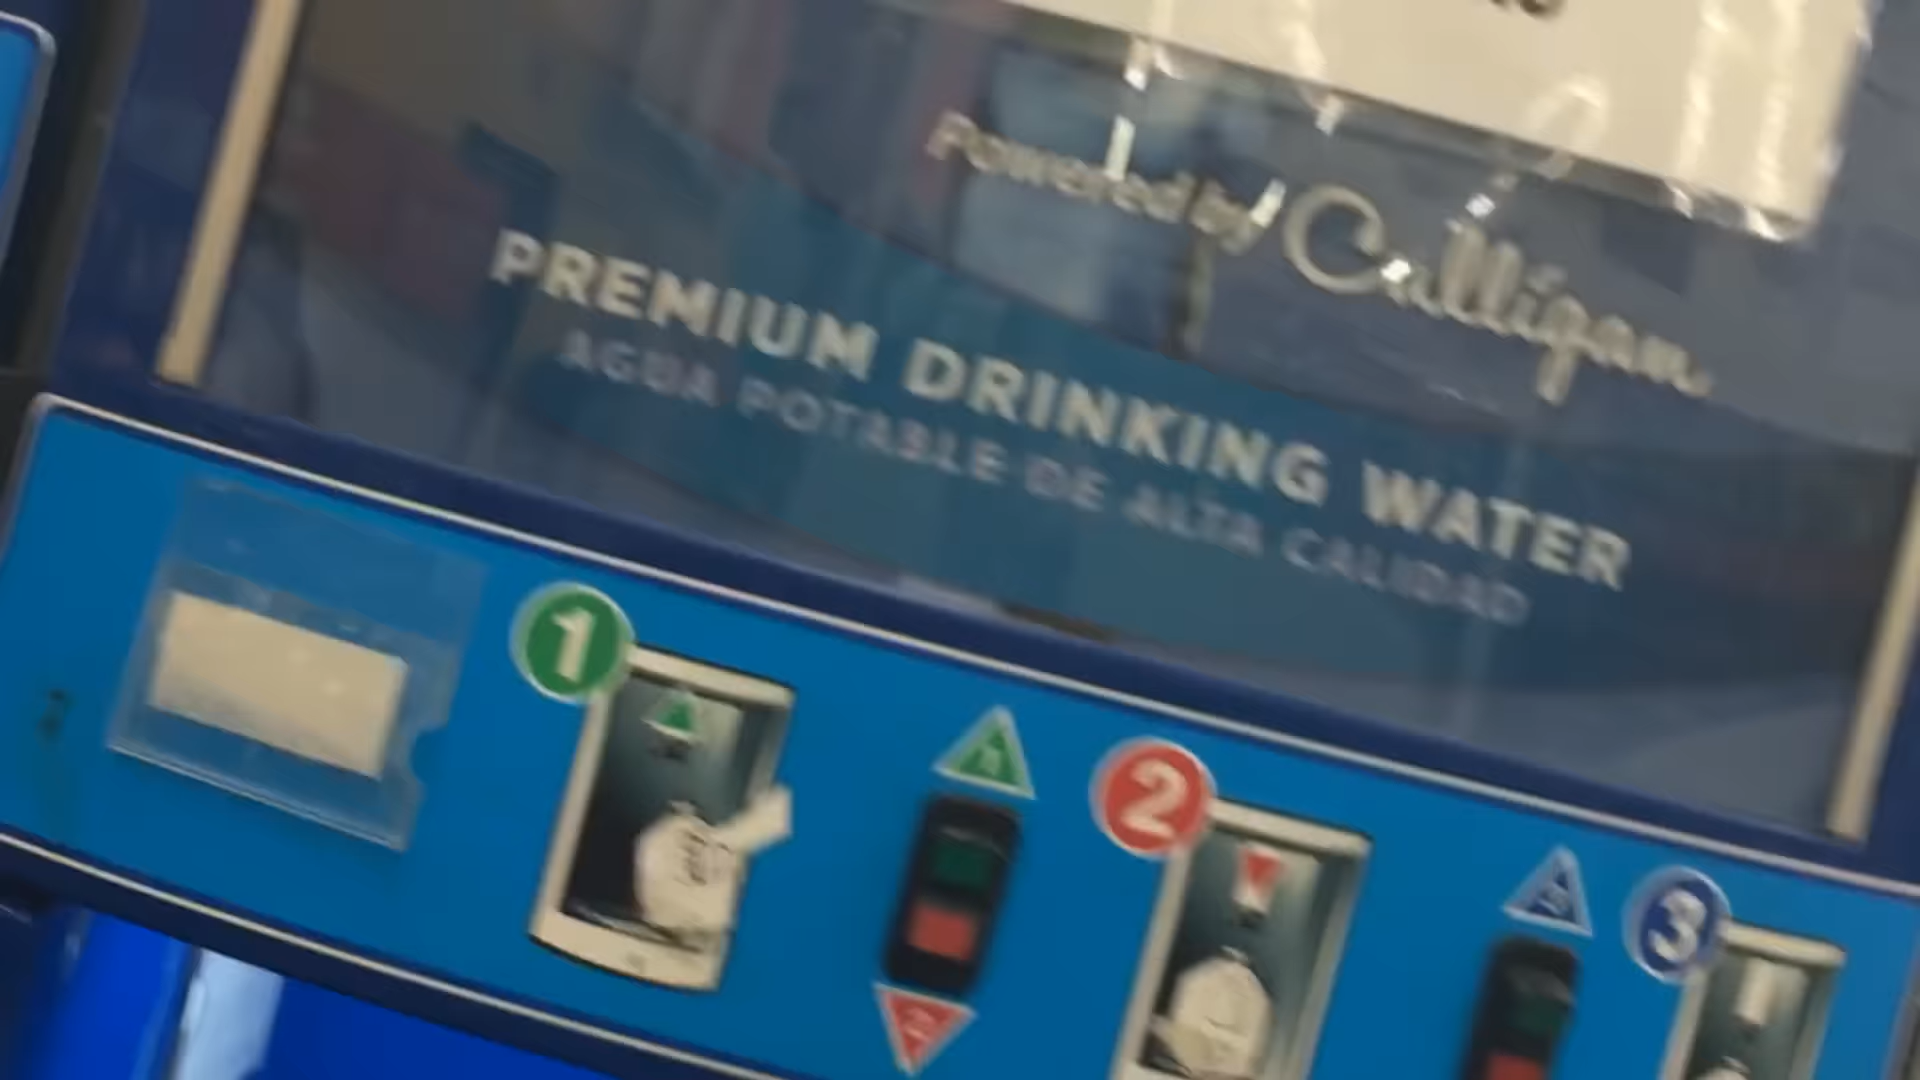 Powered by Culligan
PREMIUM DRINKING WATER
AGUA POTABLE DE ALTA CALIDAD
1
2
3